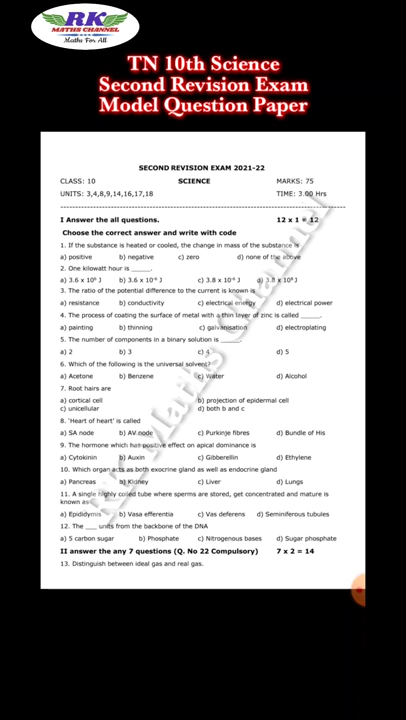 RK
MATHS CHANNEL
Maths For All
TN 10th Science
Second Revision Exam
Model Question Paper
SECOND REVISION EXAM 2021-22
CLASS: 10 SCIENCE MARKS: 75
UNITS: 3,4,8,9,14,16,17,18 TIME: 3.00 Hrs
I Answer the all questions. 12 x 1 = 12
Choose the correct answer and write with code
1. If the substance is heated or cooled, the change in mass of the substance is
a) positive b) negative c) zero d) none of the above
2. One kilowatt hour is _____.
a) 3.6 x 10⁶ J b) 3.6 x 10⁻⁶ J c) 3.8 x 10⁻⁶ J d) 3.8 x 10⁶ J
3. The ratio of the potential difference to the current is known is
a) resistance b) conductivity c) electrical energy d) electrical power
4. The process of coating the surface of metal with a thin layer of zinc is called _____.
a) painting b) thinning c) galvanisation d) electroplating
5. The number of components in a binary solution is _____.
a) 2 b) 3 c) 4 d) 5
6. Which of the following is the universal solvent?
a) Acetone b) Benzene c) Water d) Alcohol
7. Root hairs are
a) cortical cell b) projection of epidermal cell
c) unicellular d) both b and c
8. 'Heart of heart' is called
a) SA node b) AV node c) Purkinje fibres d) Bundle of His
9. The hormone which has positive effect on apical dominance is
a) Cytokinin b) Auxin c) Gibberellin d) Ethylene
10. Which organ acts as both exocrine gland as well as endocrine gland
a) Pancreas b) Kidney c) Liver d) Lungs
11. A single highly coiled tube where sperms are stored, get concentrated and mature is
known as
a) Epididymis b) Vasa efferentia c) Vas deferens d) Seminiferous tubules
12. The ___ units from the backbone of the DNA
a) 5 carbon sugar b) Phosphate c) Nitrogenous bases d) Sugar phosphate
II answer the any 7 questions (Q. No 22 Compulsory) 7 x 2 = 14
13. Distinguish between ideal gas and real gas.
RK Maths Channel